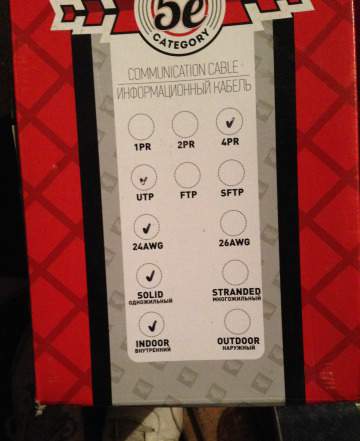 5e
CATEGORY
COMMUNICATION CABLE
ИНФОРМАЦИОННЫЙ КАБЕЛЬ
1PR 2PR 4PR
UTP FTP SFTP
24AWG 26AWG
SOLID STRANDED
ОДНОЖИЛЬНЫЙ МНОГОЖИЛЬНЫЙ
INDOOR OUTDOOR
ВНУТРЕННИЙ НАРУЖНЫЙ